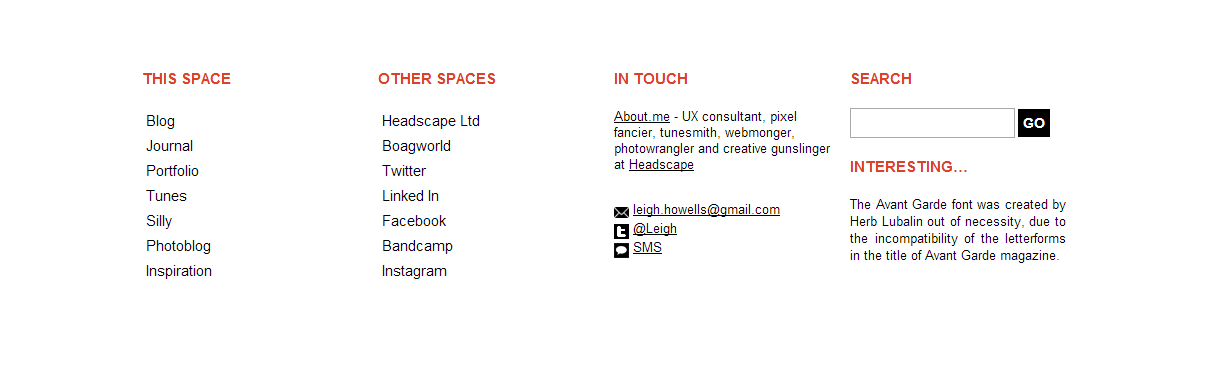 THIS SPACE
Blog
Journal
Portfolio
Tunes
Silly
Photoblog
Inspiration
OTHER SPACES
Headscape Ltd
Boagworld
Twitter
Linked In
Facebook
Bandcamp
Instagram
IN TOUCH
About.me - UX consultant, pixel
fancier, tunesmith, webmonger,
photowrangler and creative gunslinger
at Headscape
leigh.howells@gmail.com
@Leigh
SMS
SEARCH
GO
INTERESTING...
The Avant Garde font was created by
Herb Lubalin out of necessity, due to
the incompatibility of the letterforms
in the title of Avant Garde magazine.